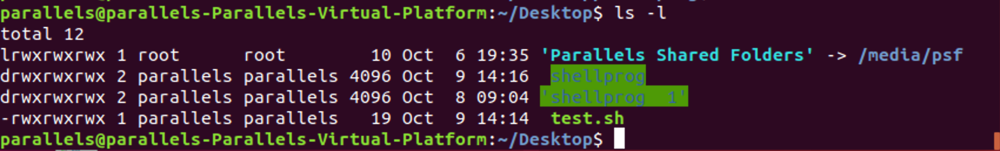 parallels@parallels-Parallels-Virtual-Platform:~/Desktop$ ls -l
total 12
lrwxrwxrwx 1 root      root        10 Oct  6 19:35 'Parallels Shared Folders' -> /media/psf
drwxrwxrwx 2 parallels parallels 4096 Oct  9 14:16  shellprog
drwxrwxrwx 2 parallels parallels 4096 Oct  8 09:04 'shellprog  1'
-rwxrwxrwx 1 parallels parallels   19 Oct  9 14:14  test.sh
parallels@parallels-Parallels-Virtual-Platform:~/Desktop$